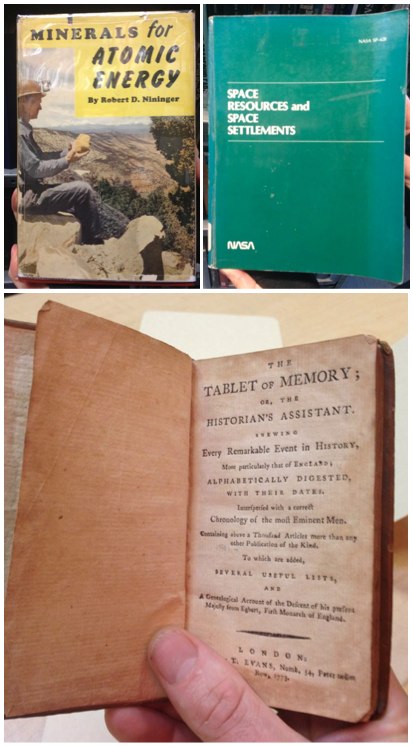 MINERALS for
ATOMIC
ENERGY
By Robert D. Nininger
NASA SP-428
SPACE
RESOURCES and
SPACE
SETTLEMENTS
NASA
THE
TABLET OF MEMORY;
OR, THE
HISTORIAN'S ASSISTANT.
SHEWING
Every Remarkable Event in HISTORY,
More particularly that of ENGLAND;
ALPHABETICALLY DIGESTED,
WITH THEIR DATES.
Interſperſed with a correct
Chronology of the moſt Eminent Men.
Containing above a Thouſand Articles more than any
other Publication of the Kind.
To which are added,
SEVERAL USEFUL LISTS,
AND
A Genealogical Account of the Deſcent of his preſent
Majeſty from Egbert, Firſt Monarch of England.
LONDON:
T. EVANS, Numb. 54, Paternoſter
Row, 1773.